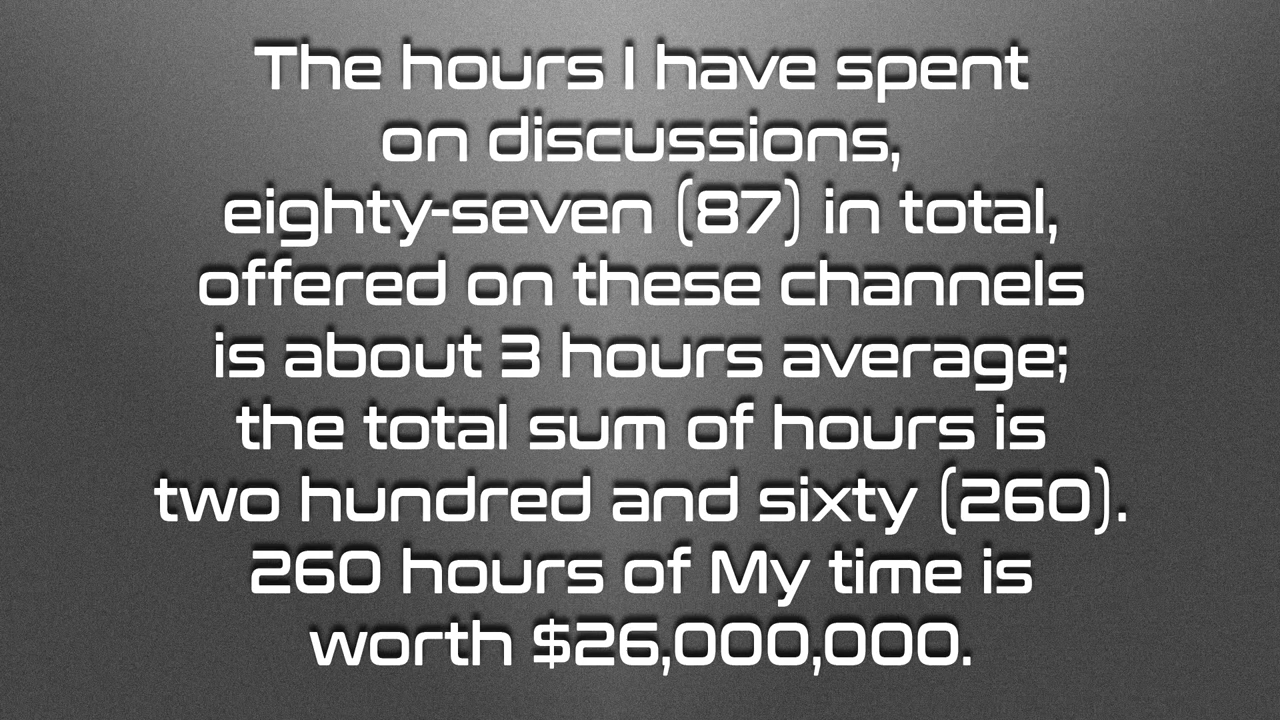 The hours I have spent
on discussions,
eighty-seven (87) in total,
offered on these channels
is about 3 hours average;
the total sum of hours is
two hundred and sixty (260).
260 hours of My time is
worth $26,000,000.